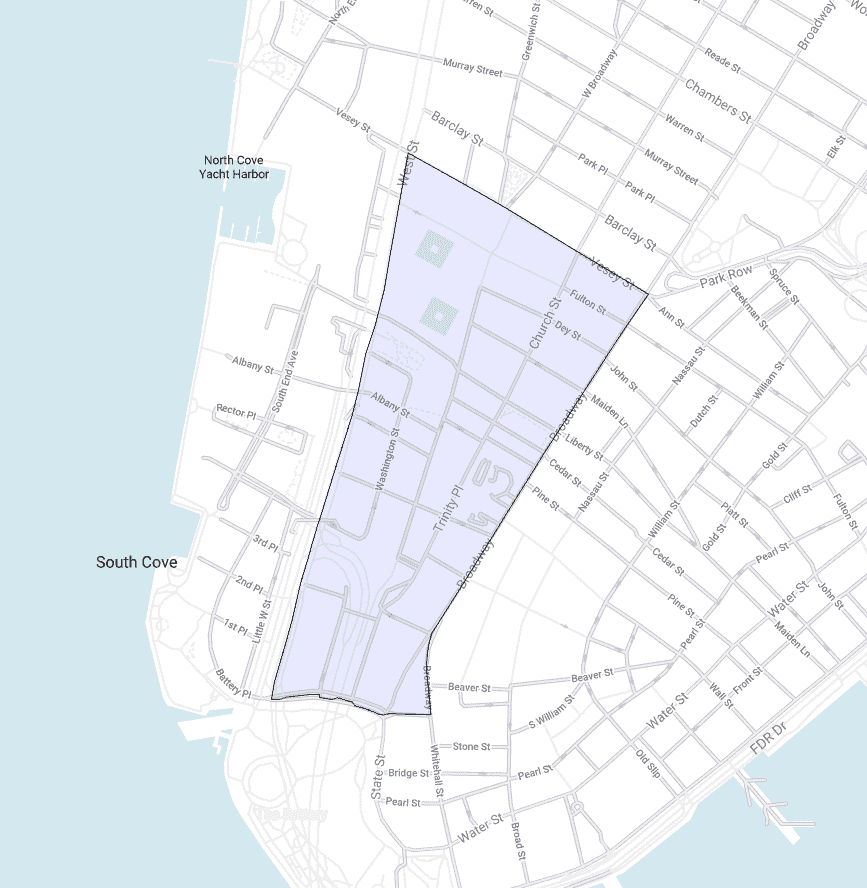 North E
rren St
Greenwich St
Broadway
Wo
Murray Street
W Broadway
Reade St
Chambers St
Vesey St
Barclay St
Warren St
Elk St
West St
North Cove
Yacht Harbor
Park Pl
Murray Street
Park Pl
Barclay St
Vesey St
Park Row
Spruce St
Beekman St
Fulton St
Ann St
Church St
Dey St
Nassau St
John St
William St
Albany St
South End Ave
Rector Pl
Albany St
Maiden Ln
Dutch St
Broadway
Liberty St
Washington St
Cedar St
Gold St
Pine St
Nassau St
Cliff St
Fulton St
Trinity Pl
William St
Platt St
Gold St
3rd Pl
South Cove
Broadway
Cedar St
Pearl St
2nd Pl
John St
Pine St
Water St
1st Pl
Little W St
Pearl St
Maiden Ln
Battery Pl
Broadway
Beaver St
Beaver St
Front St
Wall St
S William St
Water St
FDR Dr
Stone St
Old Slip
State St
Bridge St
Whitehall St
Pearl St
Pearl St
The Battery
Water St
Broad St